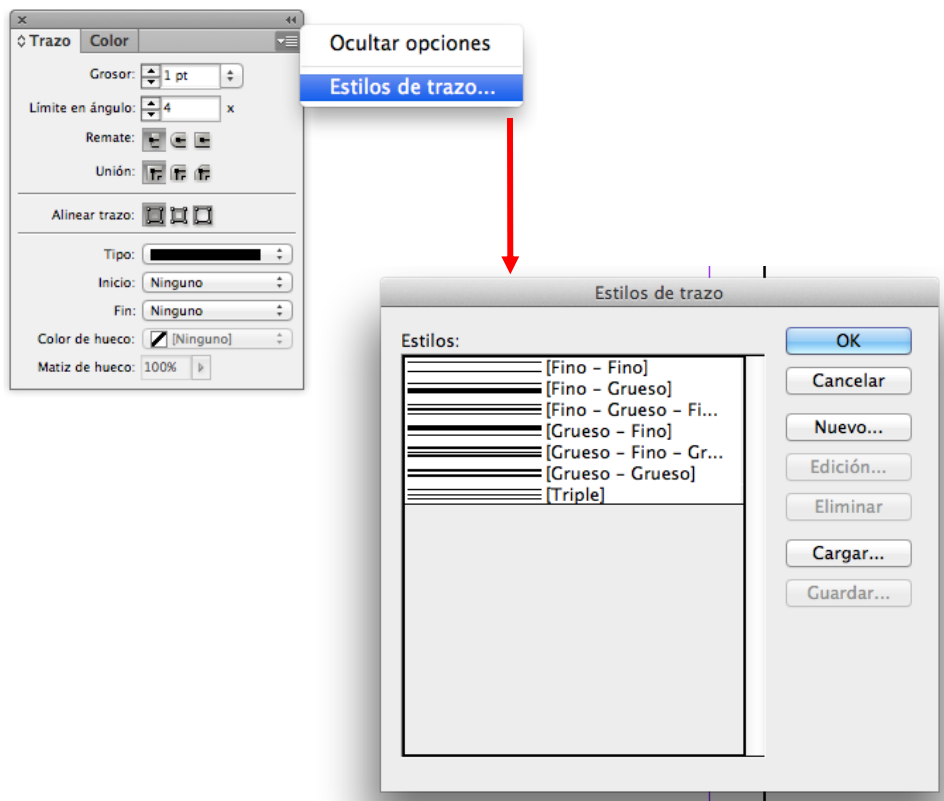 Trazo Color
Grosor: 1 pt
Límite en ángulo: 4 x
Remate:
Unión:
Alinear trazo:
Tipo:
Inicio: Ninguno
Fin: Ninguno
Color de hueco: [Ninguno]
Matiz de hueco: 100%
Ocultar opciones
Estilos de trazo...
Estilos de trazo
Estilos:
[Fino – Fino]
[Fino – Grueso]
[Fino – Grueso – Fi...
[Grueso – Fino]
[Grueso – Fino – Gr...
[Grueso – Grueso]
[Triple]
OK
Cancelar
Nuevo...
Edición...
Eliminar
Cargar...
Guardar...